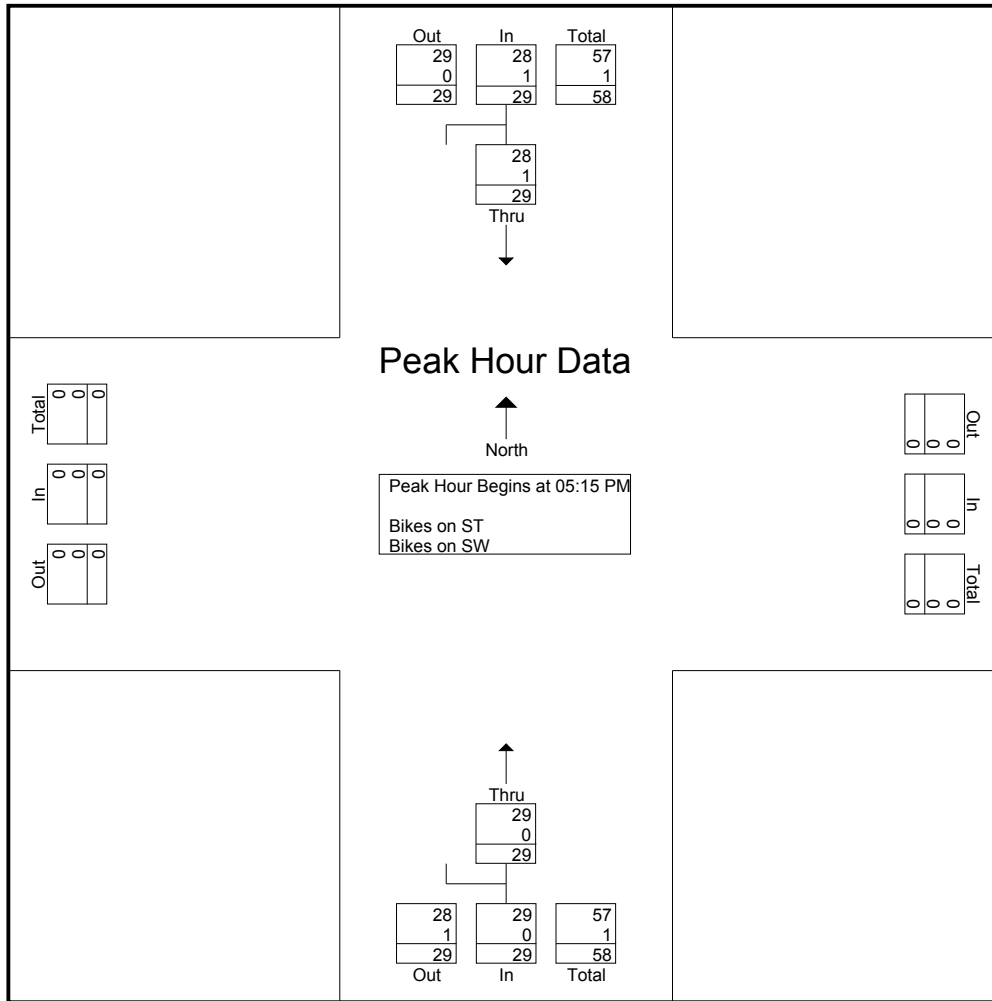 Out In Total
29 28 57
0 1 1
29 29 58
28
1
29
Thru
Peak Hour Data
North
Peak Hour Begins at 05:15 PM
Bikes on ST
Bikes on SW
Total
0 0 0
In
0 0 0
Out
0 0 0
Out
0 0 0
In
0 0 0
Total
0 0 0
Thru
29
0
29
28 29 57
1 0 1
29 29 58
Out In Total